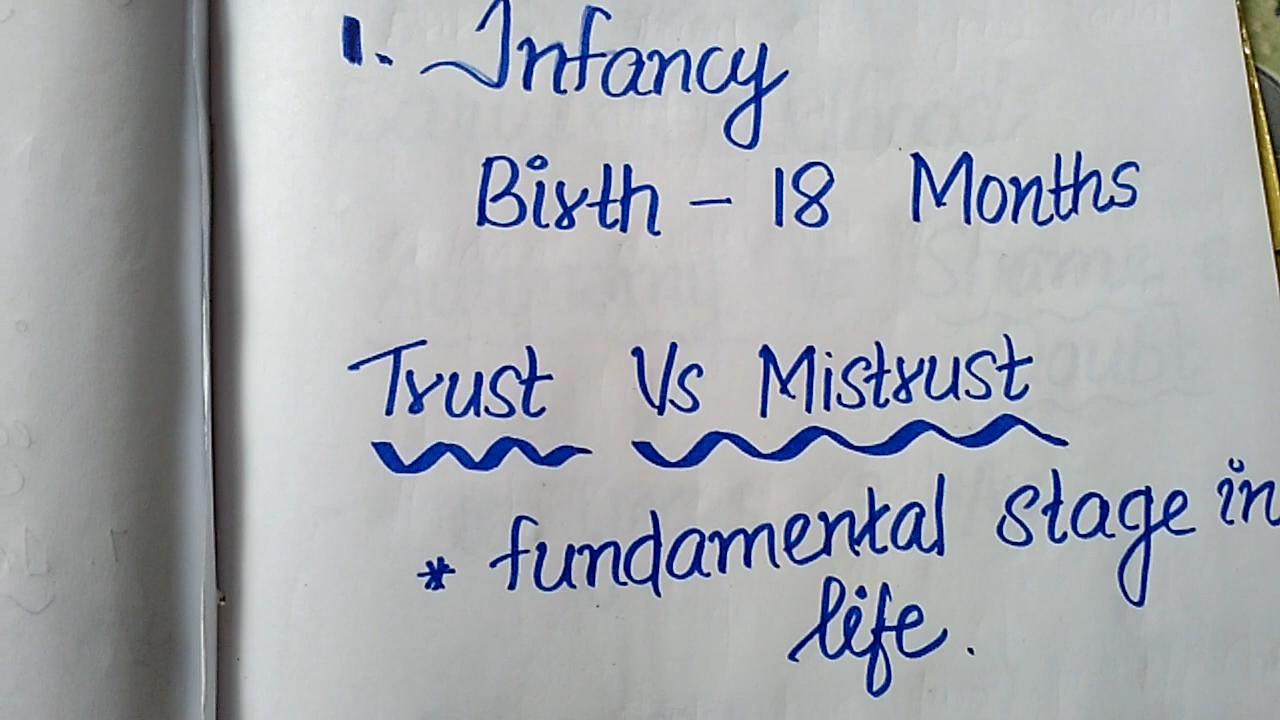 1. Infancy
Birth – 18 Months
Trust Vs Mistrust
* fundamental stage in
life.